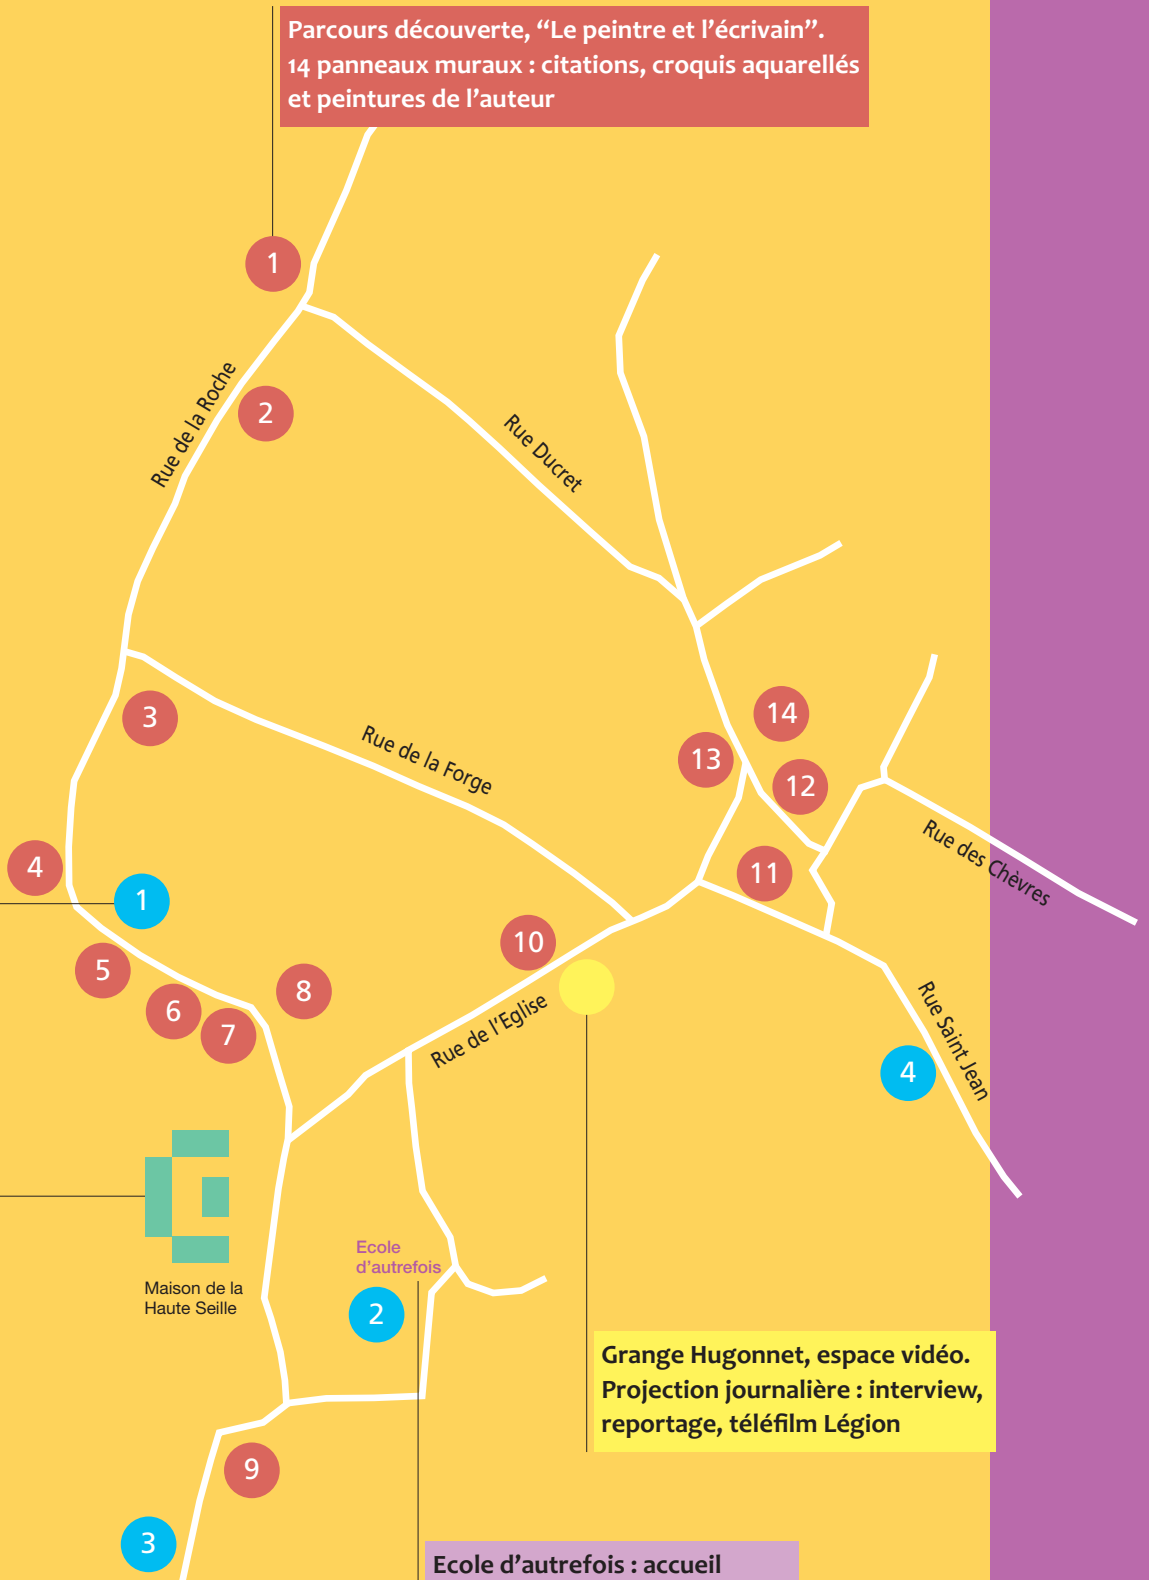 Parcours découverte, “Le peintre et l’écrivain”.
14 panneaux muraux : citations, croquis aquarellés
et peintures de l’auteur
1
Rue de la Roche
2
Rue Ducret
3
Rue de la Forge
14
13
12
Rue des Chèvres
4
1
11
5
10
8
6
7
Rue de l’Eglise
Rue Saint Jean
4
Maison de la
Haute Seille
Ecole
d’autrefois
2
Grange Hugonnet, espace vidéo.
Projection journalière : interview,
reportage, téléfilm Légion
9
3
Ecole d’autrefois : accueil